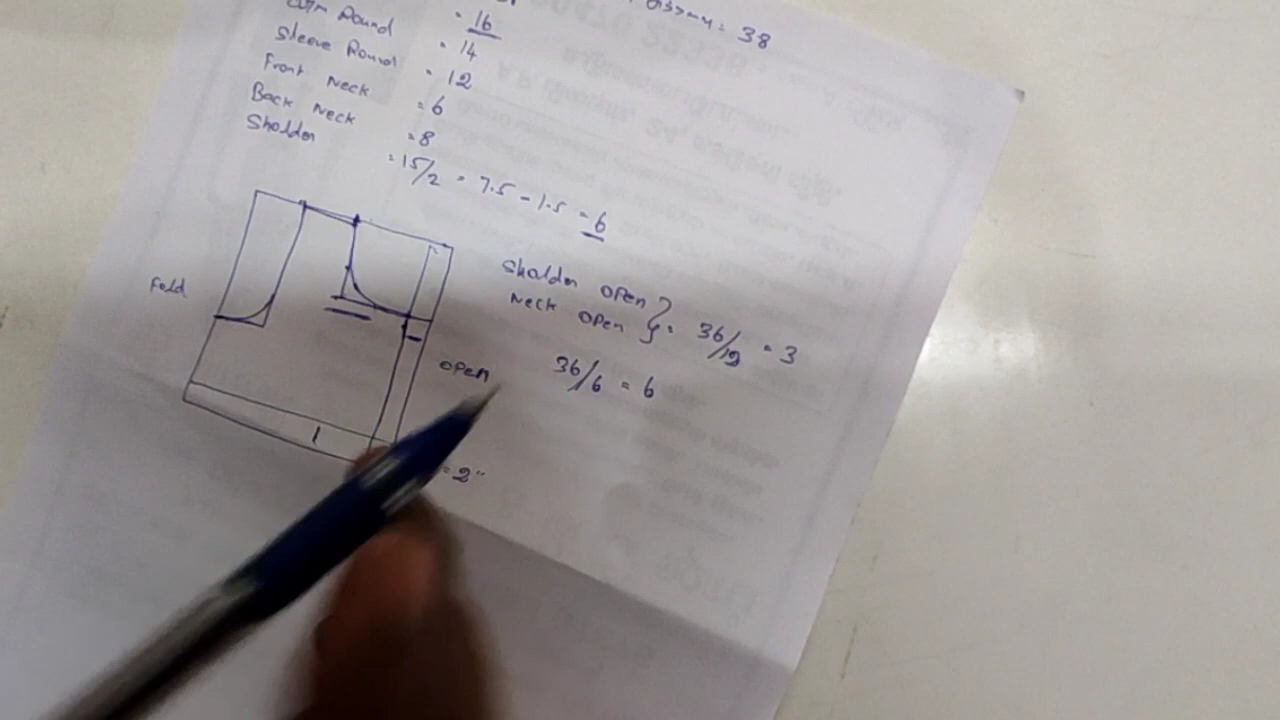 = 38
Round = 16
Sleeve Round = 14
Front Neck = 12
Back Neck = 6
Sholder = 8
= 15/2 = 7.5 - 1.5 = 6
Fold
Sholder open }
Neck open } = 36/12 = 3
open
36/6 = 6
1
= 2"